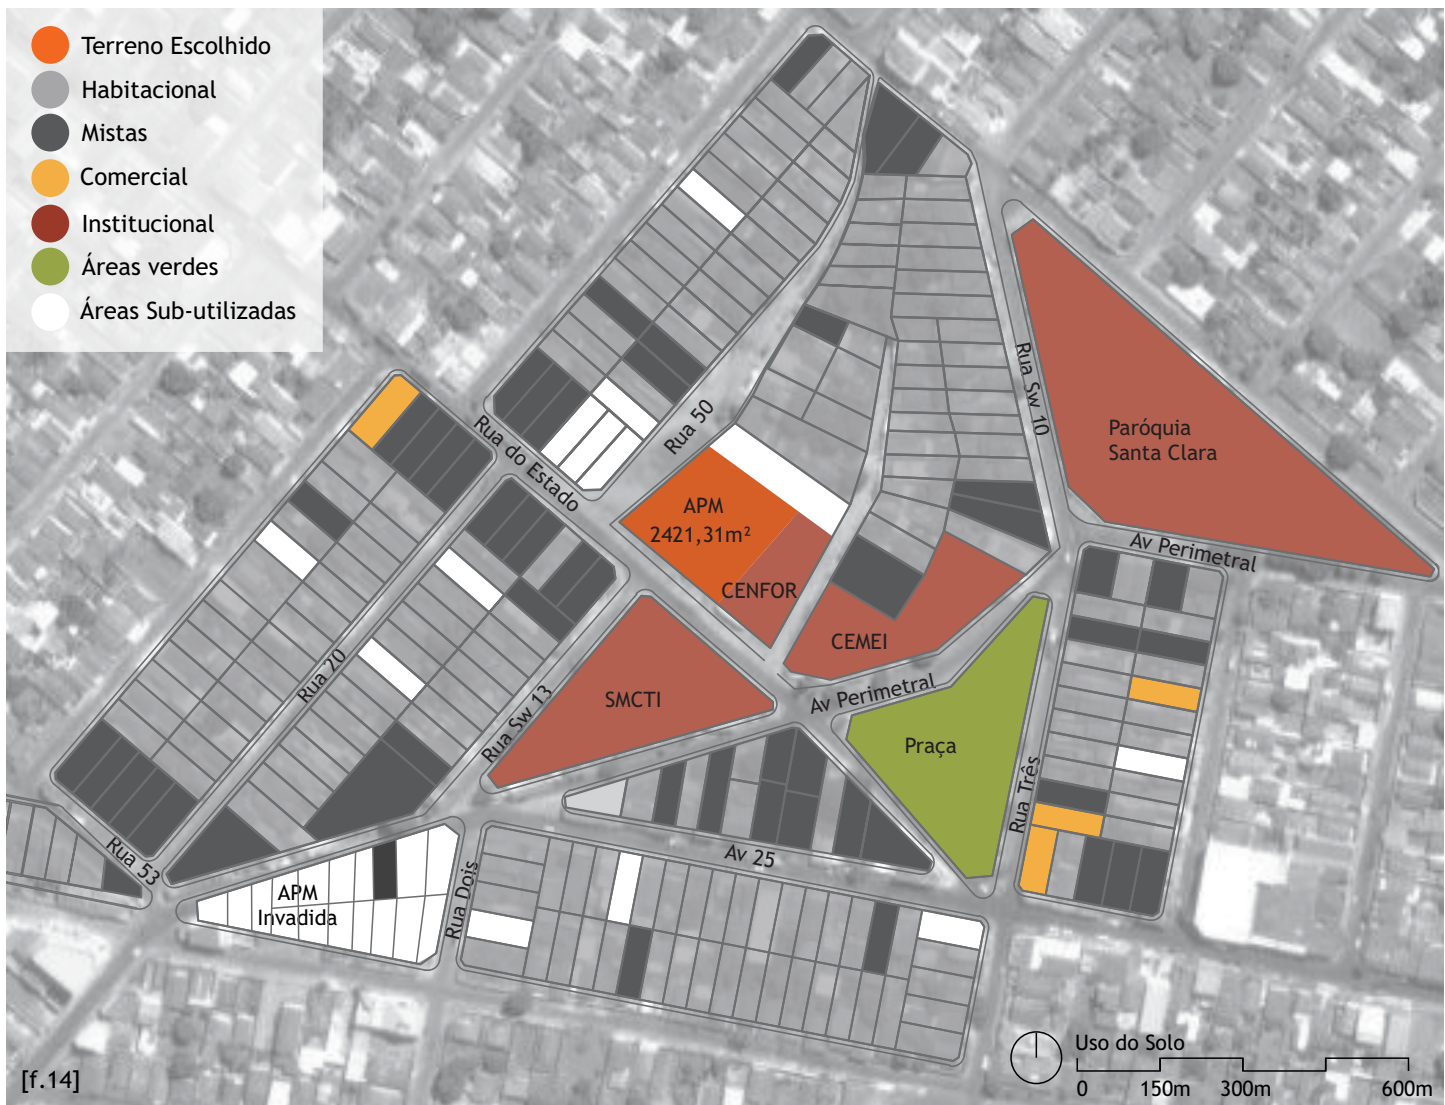 Terreno Escolhido
Habitacional
Mistas
Comercial
Institucional
Áreas verdes
Áreas Sub-utilizadas
Rua Sw 10
Rua 50
Rua do Estado
Paróquia
Santa Clara
APM
2421,31m²
Av Perimetral
CENFOR
CEMEI
Rua 20
Av Perimetral
SMCTI
Rua Sw 13
Praça
Rua Três
Av 25
Rua 53
APM
Invadida
Rua Dois
Uso do Solo
0 150m 300m 600m
[f.14]